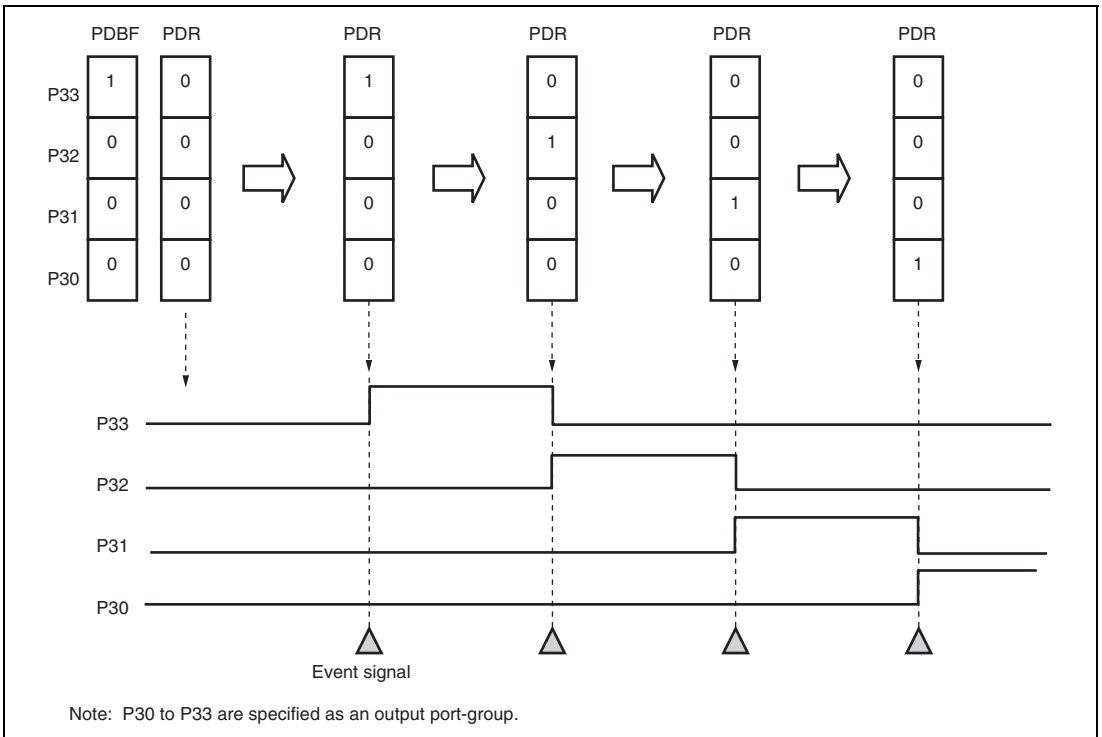 PDBF PDR PDR PDR PDR PDR
P33 1 0 1 0 0 0
P32 0 0 0 1 0 0
P31 0 0 0 0 1 0
P30 0 0 0 0 0 1
P33
P32
P31
P30
Event signal
Note: P30 to P33 are specified as an output port-group.